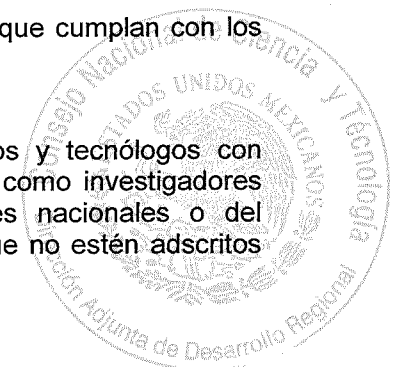 que cumplan con los
os y tecnólogos con
como investigadores
es nacionales o del
ue no estén adscritos
Consejo Nacional de Ciencia y Tecnología
ESTADOS UNIDOS MEXICANOS
Dirección Adjunta de Desarrollo Regional